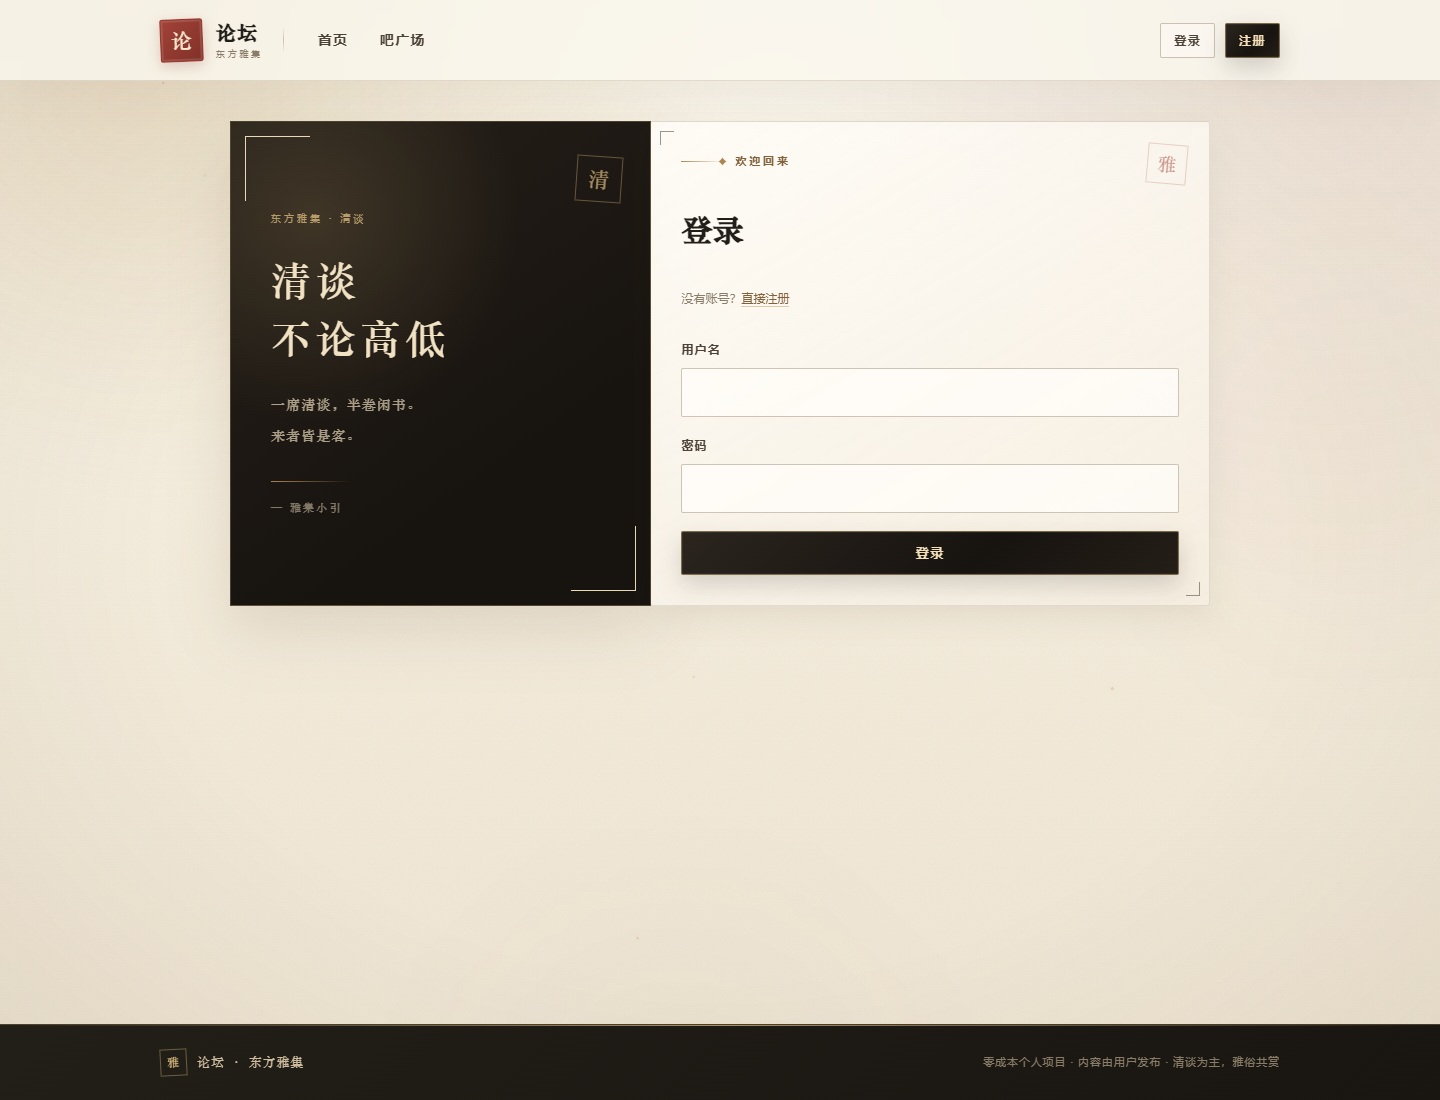 论
论坛
东方雅集
首页
吧广场
登录
注册
清
东方雅集 · 清谈
清谈
不论高低
一席清谈，半卷闲书。
来者皆是客。
— 雅集小引
欢迎回来
雅
登录
没有账号？直接注册
用户名
密码
登录
雅
论坛 · 东方雅集
零成本个人项目 · 内容由用户发布 · 清谈为主，雅俗共赏